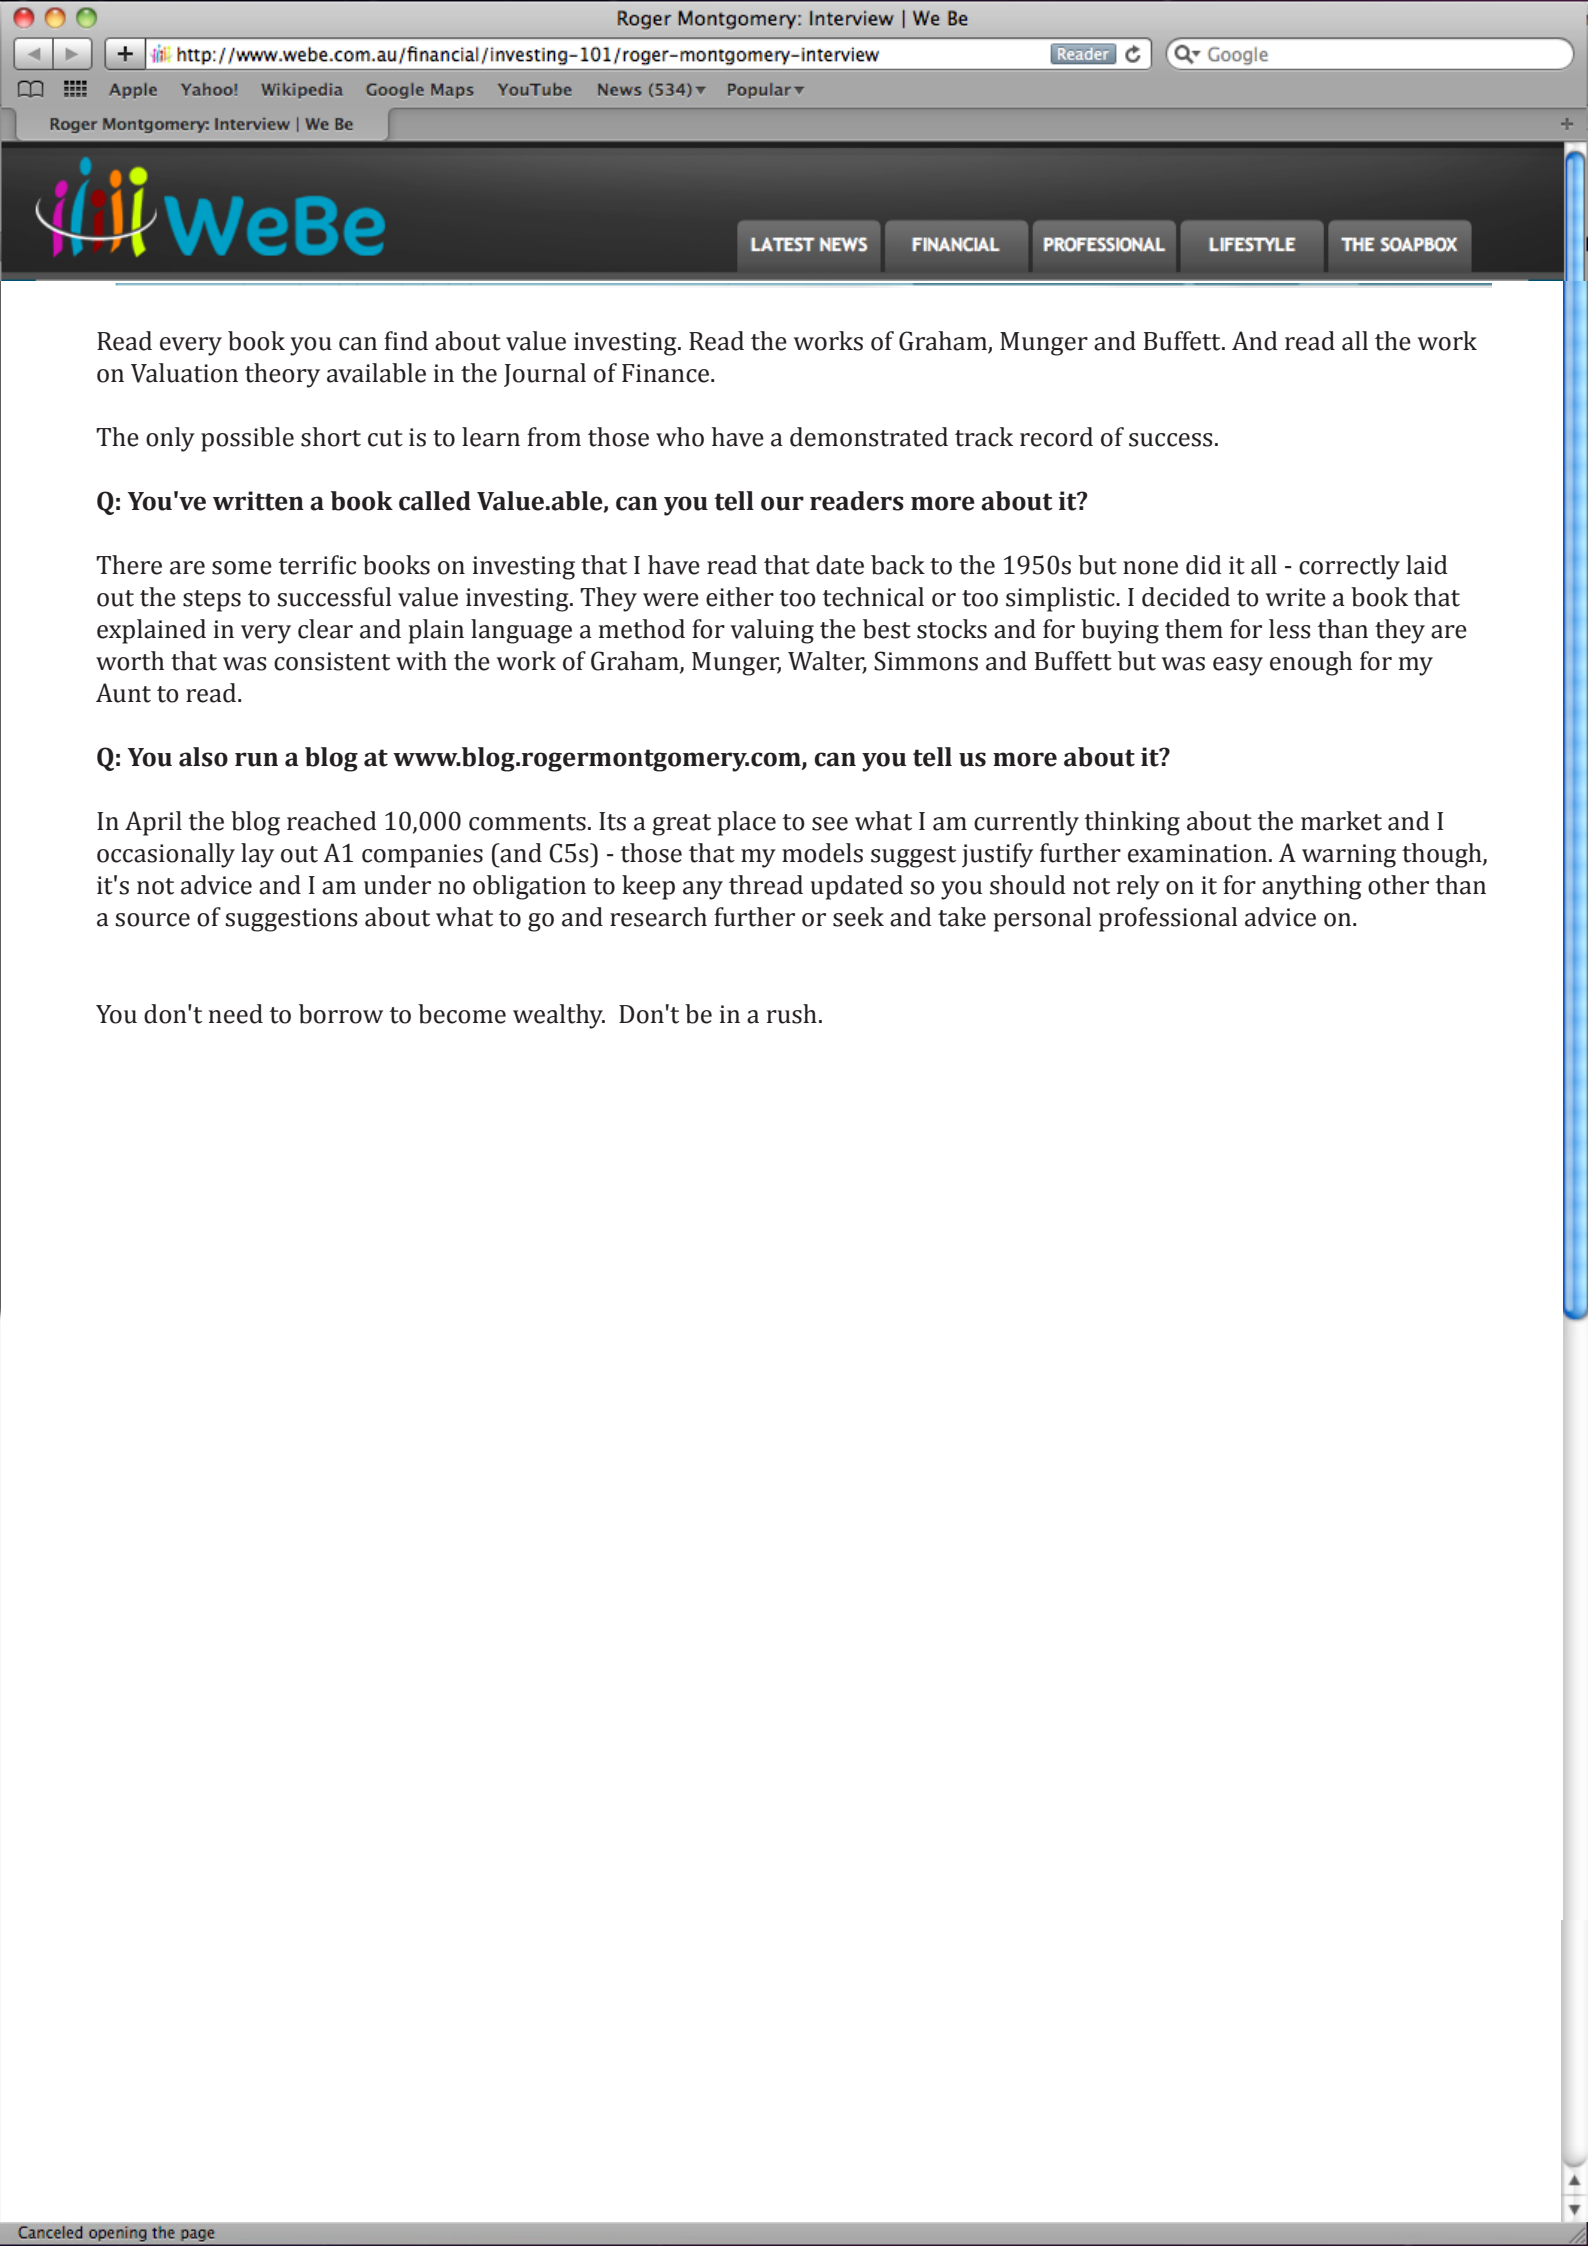 Roger Montgomery: Interview | We Be
http://www.webe.com.au/financial/investing-101/roger-montgomery-interview
Reader
Google
Apple Yahoo! Wikipedia Google Maps YouTube News (534)▾ Popular▾
Roger Montgomery: Interview | We Be
WeBe
LATEST NEWS FINANCIAL PROFESSIONAL LIFESTYLE THE SOAPBOX
Read every book you can find about value investing. Read the works of Graham, Munger and Buffett. And read all the work
on Valuation theory available in the Journal of Finance.
The only possible short cut is to learn from those who have a demonstrated track record of success.
Q: You've written a book called Value.able, can you tell our readers more about it?
There are some terrific books on investing that I have read that date back to the 1950s but none did it all - correctly laid
out the steps to successful value investing. They were either too technical or too simplistic. I decided to write a book that
explained in very clear and plain language a method for valuing the best stocks and for buying them for less than they are
worth that was consistent with the work of Graham, Munger, Walter, Simmons and Buffett but was easy enough for my
Aunt to read.
Q: You also run a blog at www.blog.rogermontgomery.com, can you tell us more about it?
In April the blog reached 10,000 comments. Its a great place to see what I am currently thinking about the market and I
occasionally lay out A1 companies (and C5s) - those that my models suggest justify further examination. A warning though,
it's not advice and I am under no obligation to keep any thread updated so you should not rely on it for anything other than
a source of suggestions about what to go and research further or seek and take personal professional advice on.
You don't need to borrow to become wealthy.  Don't be in a rush.
Canceled opening the page